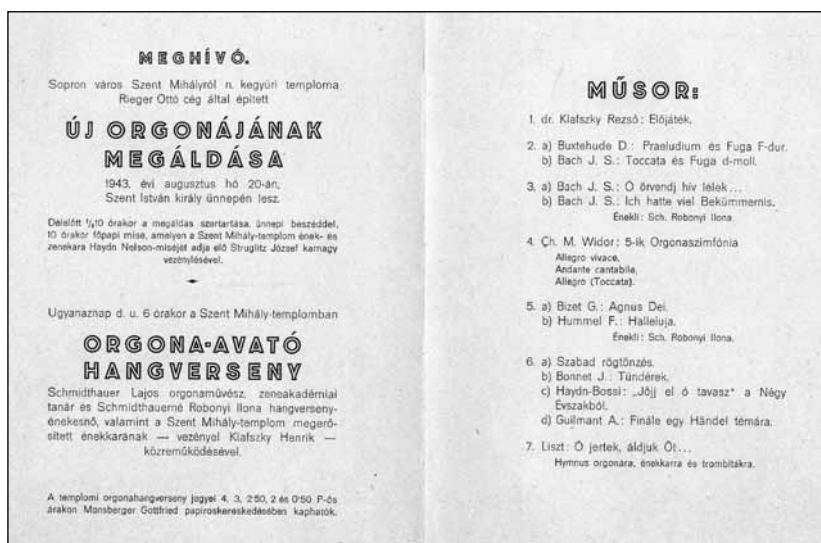 MEGHÍVÓ.
Sopron város Szent Mihályról n. kegyúri temploma
Rieger Ottó cég által épített
ÚJ ORGONÁJÁNAK
MEGÁLDÁSA
1943. évi augusztus hó 20-án,
Szent István király ünnepén lesz.
Délelőtt ½10 órakor a megáldás szertartása, ünnepi beszéddel,
10 órakor főpapi mise, amelyen a Szent Mihály-templom ének- és
zenekara Haydn Nelson-miséjét adja elő Struglitz József karnagy
vezénylésével.
Ugyanaznap d. u. 6 órakor a Szent Mihály-templomban
ORGONA-AVATÓ
HANGVERSENY
Schmidthauer Lajos orgonaművész, zeneakadémiai
tanár és Schmidthauerné Robonyi Ilona hangverseny-
énekesnő, valamint a Szent Mihály-templom megerő-
sített énekkarának — vezényel Klafszky Henrik —
közreműködésével.
A templomi orgonahangverseny jegyei 4, 3, 2·50, 2 és 0·50 P-ős
árakon Monsberger Gottfried papiroskereskedésében kaphatók.
MŰSOR:
1. dr. Klafszky Rezső: Előjáték.
2. a) Buxtehude D.: Praeludium és Fuga F-dur.
b) Bach J. S.: Toccata és Fuga d-moll.
3. a) Bach J. S.: Ó örvendj hív lélek...
b) Bach J. S.: Ich hatte viel Bekümmernis.
Énekli: Sch. Robonyi Ilona
4. Ch. M. Widor: 5-ik Orgonaszimfónia
Allegro vivace,
Andante cantabile,
Allegro (Toccata).
5. a) Bizet G.: Agnus Dei.
b) Hummel F.: Halleluja.
Énekli: Sch. Robonyi Ilona.
6. a) Szabad rögtönzés.
b) Bonnet J.: Tündérek.
c) Haydn-Bossi: „Jőjj el ó tavasz" a Négy
Évszakból.
d) Guilmant A.: Finále egy Händel témára.
7. Liszt: Ó jertek, áldjuk Őt...
Hymnus orgonára, énekkarra és trombitákra.